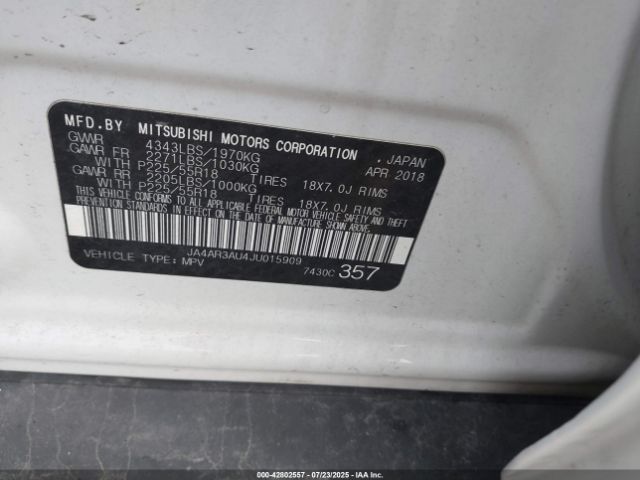 MFD.BY MITSUBISHI MOTORS CORPORATION , JAPAN
GVWR 4343LBS/1970KG APR 2018
GAWR FR 2271LBS/1030KG
WITH P225/55R18 TIRES 18X7.0J RIMS
GAWR RR 2205LBS/1000KG
WITH P225/55R18 TIRES 18X7.0J RIMS
THIS VEHICLE CONFORMS TO ALL APPLICABLE FEDERAL MOTOR VEHICLE SAFETY AND THEFT
PREVENTION STANDARDS IN EFFECT ON THE DATE OF MANUFACTURE SHOWN ABOVE.
JA4AR3AU4JU015909
VEHICLE TYPE: MPV 7430C 357
000-42802557 - 07/23/2025 - IAAI.COM